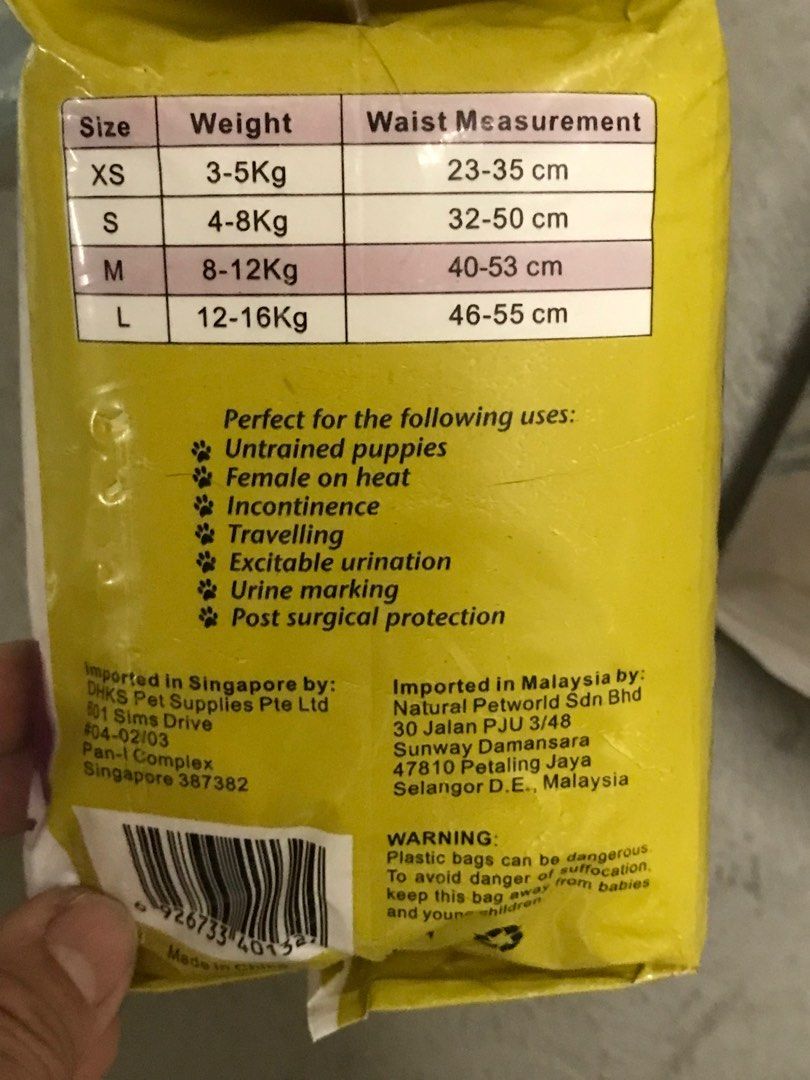 Size Weight Waist Measurement
XS 3-5Kg 23-35 cm
S 4-8Kg 32-50 cm
M 8-12Kg 40-53 cm
L 12-16Kg 46-55 cm
Perfect for the following uses:
Untrained puppies
Female on heat
Incontinence
Travelling
Excitable urination
Urine marking
Post surgical protection
Imported in Singapore by:
DHKS Pet Supplies Pte Ltd
Sims Drive
#04-02/03
Pan-I Complex
Singapore 387382
Imported in Malaysia by:
Natural Petworld Sdn Bhd
30 Jalan PJU 3/48
Sunway Damansara
47810 Petaling Jaya
Selangor D.E., Malaysia
WARNING:
Plastic bags can be dangerous.
To avoid danger of suffocation,
keep this bag away from babies
and young children
Made in China